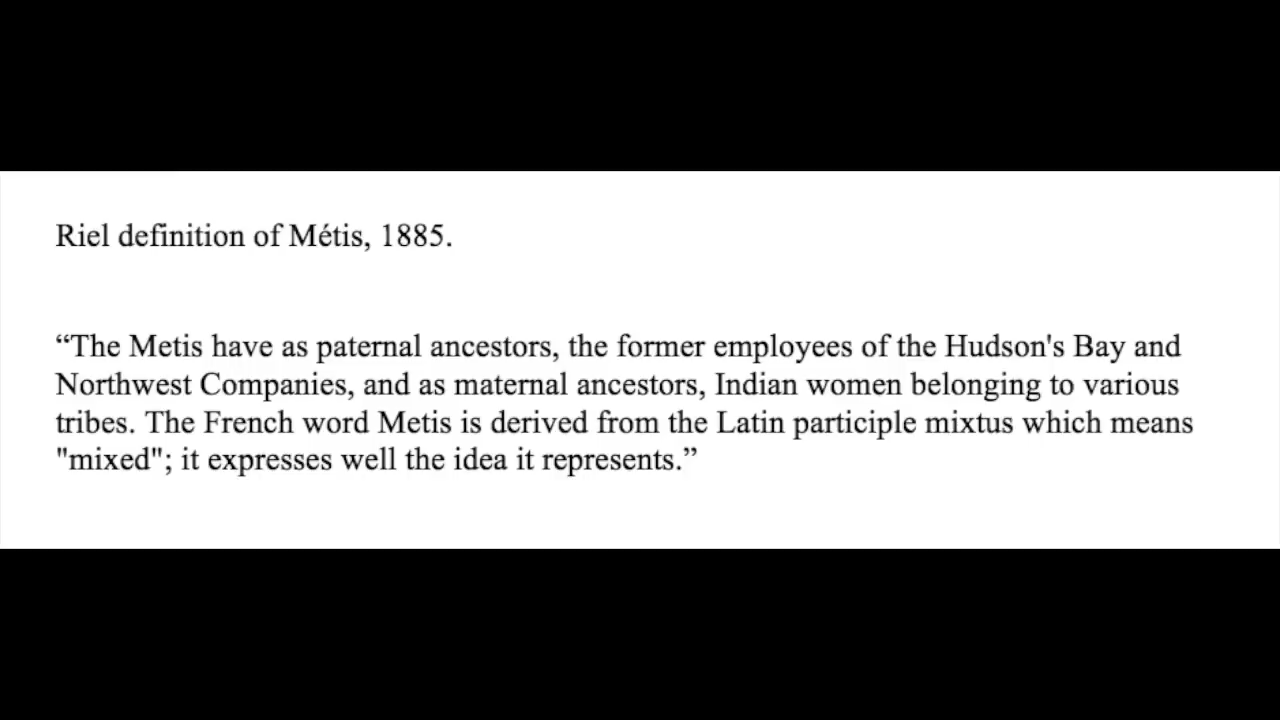 Riel definition of Métis, 1885.
“The Metis have as paternal ancestors, the former employees of the Hudson's Bay and
Northwest Companies, and as maternal ancestors, Indian women belonging to various
tribes. The French word Metis is derived from the Latin participle mixtus which means
"mixed"; it expresses well the idea it represents.”